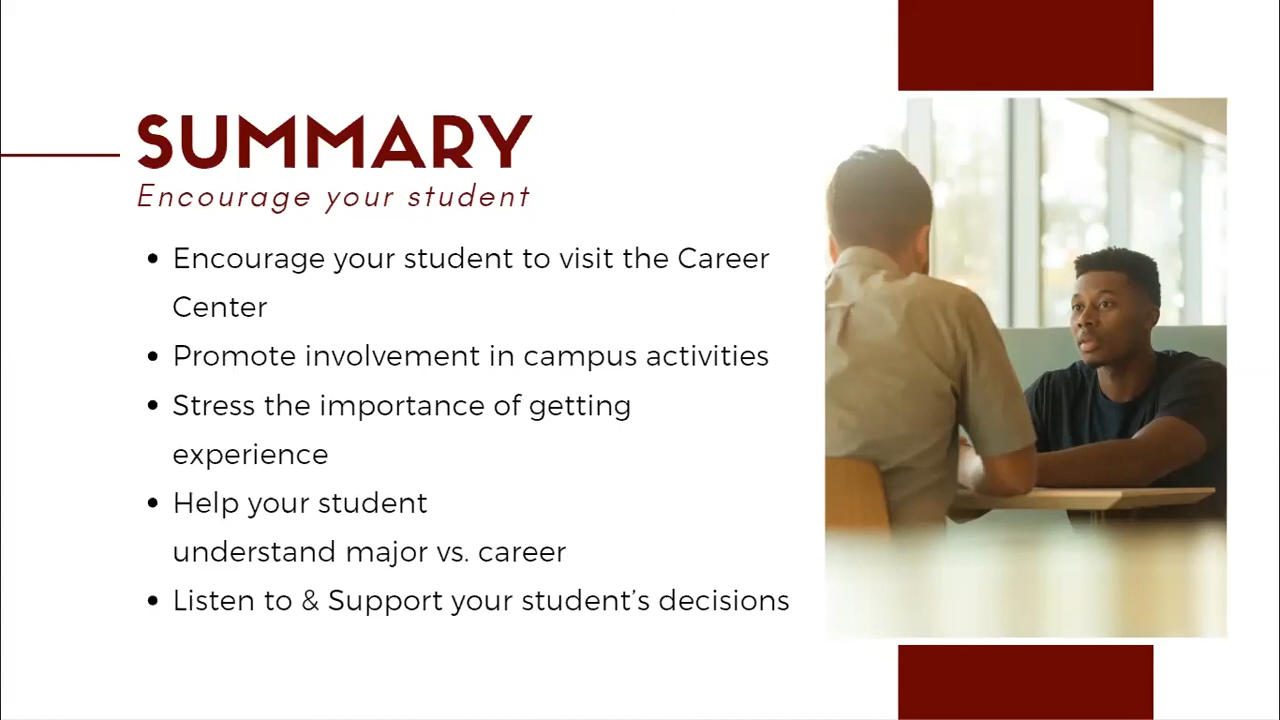 SUMMARY
Encourage your student
• Encourage your student to visit the Career
Center
• Promote involvement in campus activities
• Stress the importance of getting
experience
• Help your student
understand major vs. career
• Listen to & Support your student’s decisions